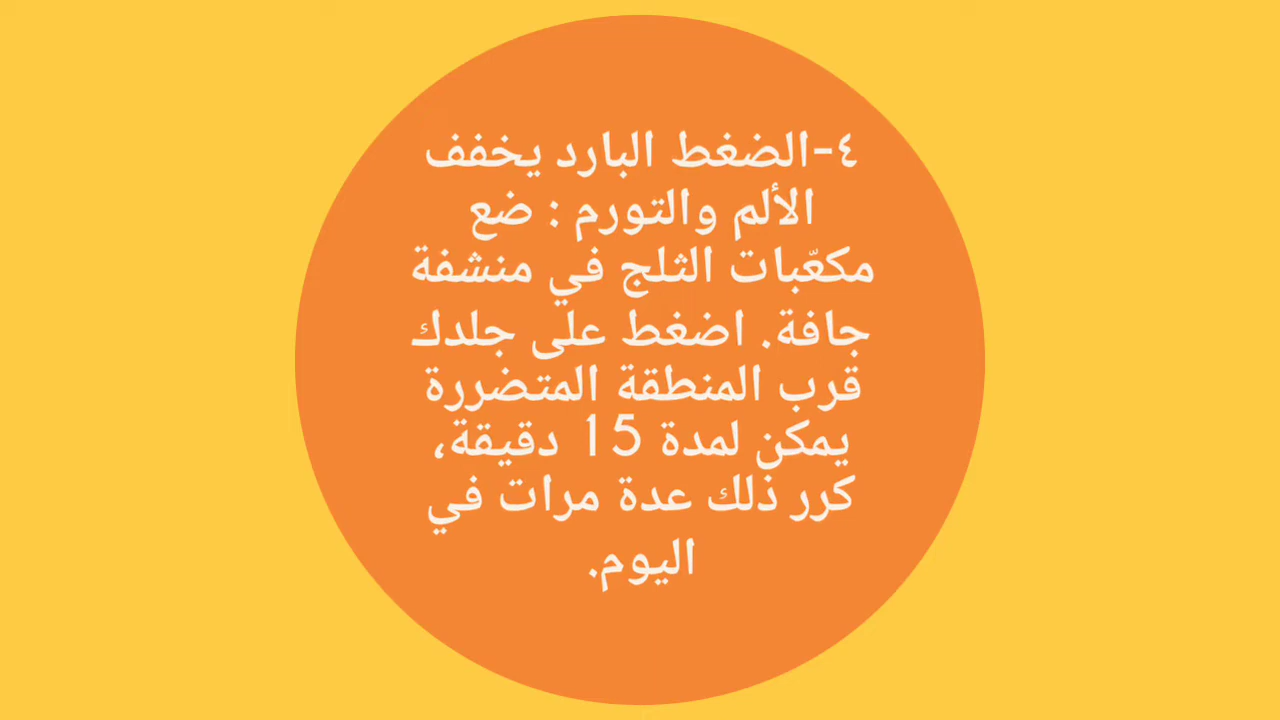 ٤-الضغط البارد يخفف
الألم والتورم : ضع
مكعّبات الثلج في منشفة
جافة. اضغط على جلدك
قرب المنطقة المتضررة
يمكن لمدة 15 دقيقة،
كرر ذلك عدة مرات في
اليوم.